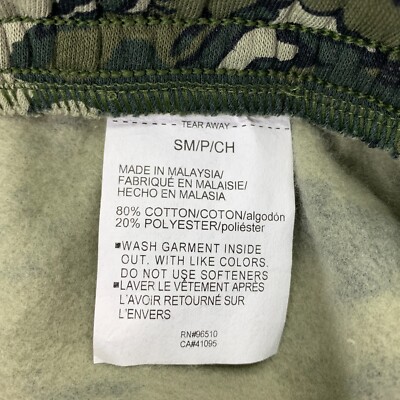 TEAR AWAY
SM/P/CH
MADE IN MALAYSIA/
FABRIQUÉ EN MALAISIE/
HECHO EN MALASIA
80% COTTON/COTON/algodón
20% POLYESTER/poliéster
▪WASH GARMENT INSIDE
OUT. WITH LIKE COLORS.
DO NOT USE SOFTENERS
▪LAVER LE VÊTEMENT APRÈS
L'AVOIR RETOURNÉ SUR
L'ENVERS
RN#96510
CA#41095